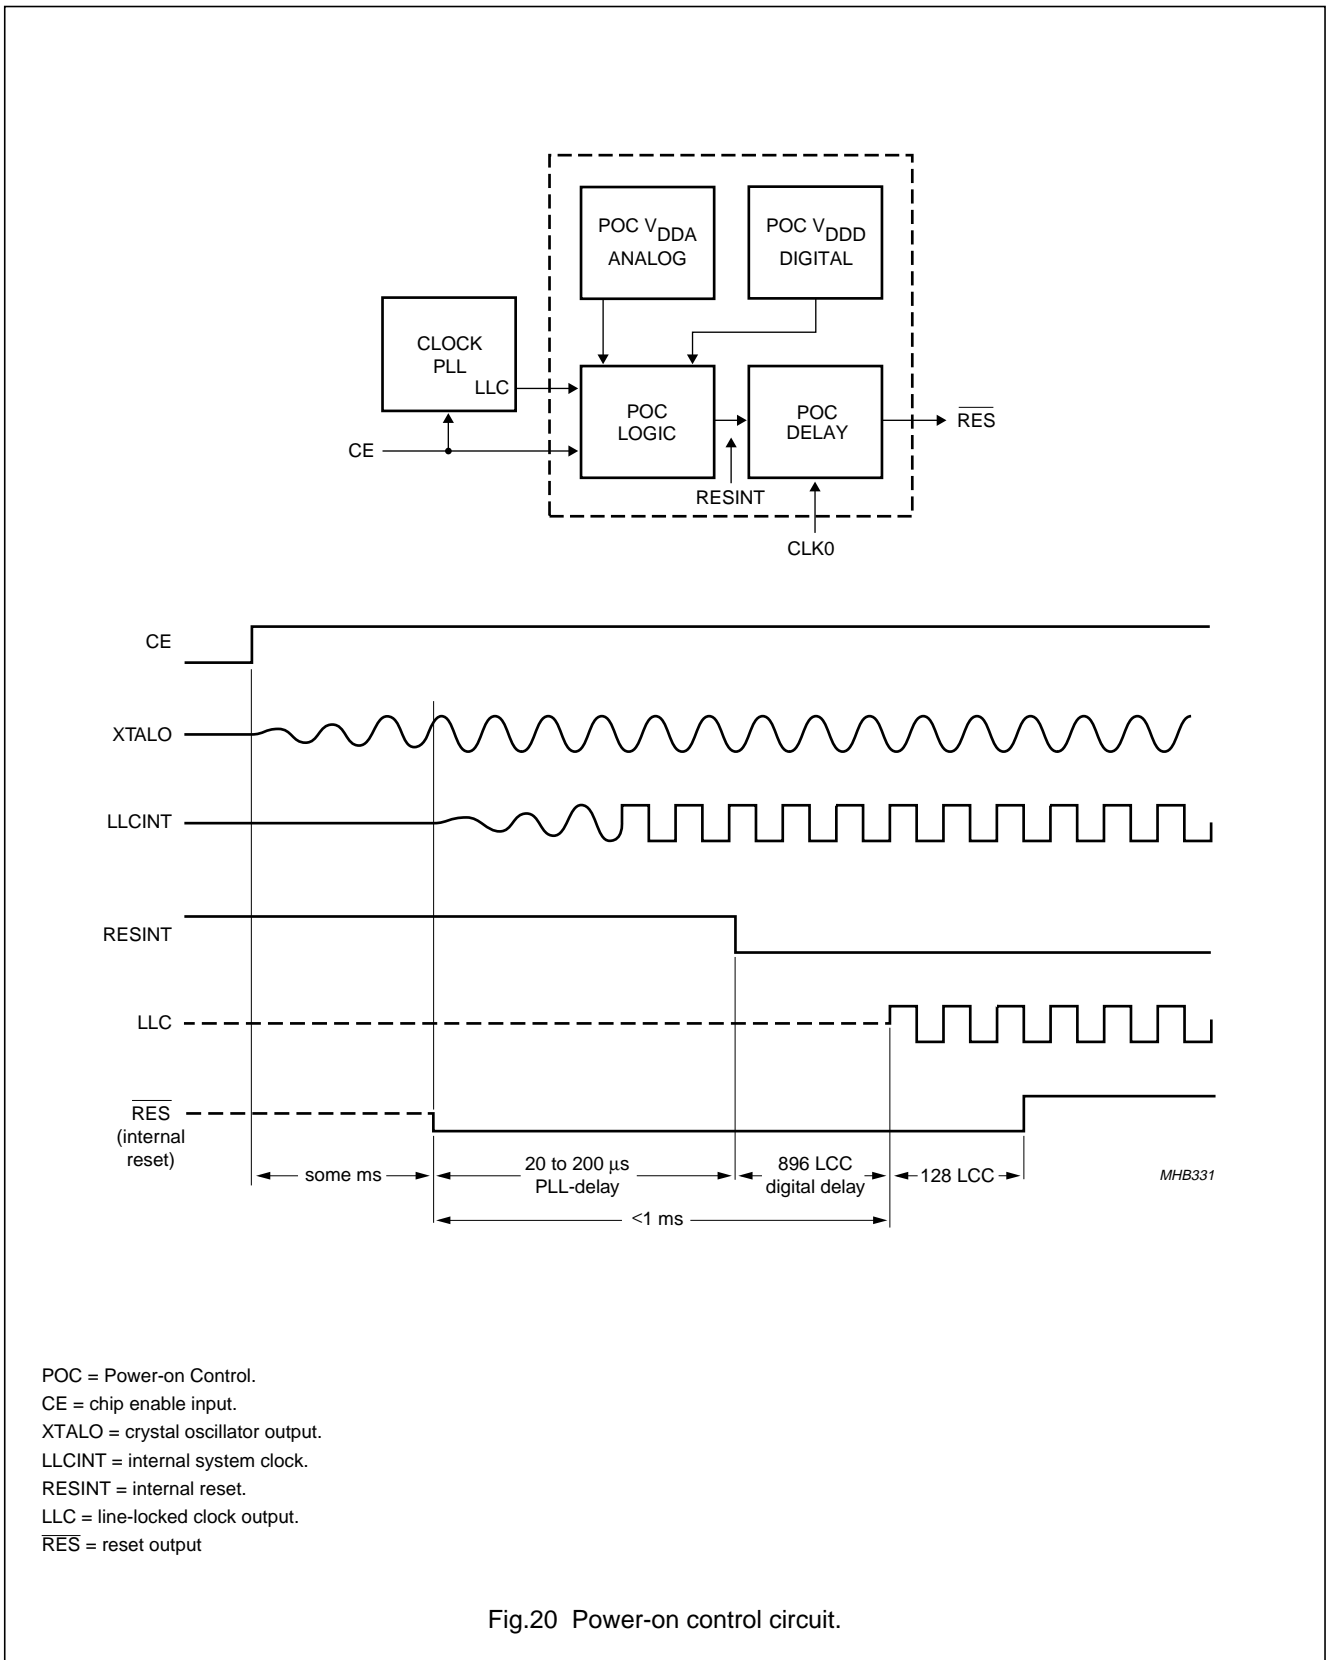 POC VDDA
ANALOG
POC VDDD
DIGITAL
CLOCK
PLL
LLC
POC
LOGIC
POC
DELAY
RES
CE
RESINT
CLK0
CE
XTALO
LLCINT
RESINT
LLC
RES
(internal
reset)
some ms
20 to 200 μs
PLL-delay
896 LCC
digital delay
128 LCC
MHB331
<1 ms
POC = Power-on Control.
CE = chip enable input.
XTALO = crystal oscillator output.
LLCINT = internal system clock.
RESINT = internal reset.
LLC = line-locked clock output.
RES = reset output
Fig.20 Power-on control circuit.